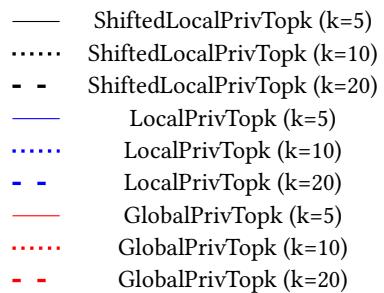 ShiftedLocalPrivTopk (k=5)
ShiftedLocalPrivTopk (k=10)
ShiftedLocalPrivTopk (k=20)
LocalPrivTopk (k=5)
LocalPrivTopk (k=10)
LocalPrivTopk (k=20)
GlobalPrivTopk (k=5)
GlobalPrivTopk (k=10)
GlobalPrivTopk (k=20)